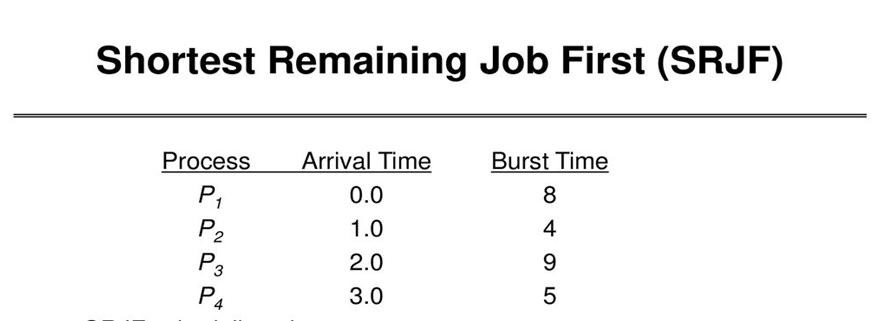 Shortest Remaining Job First (SRJF)
Process Arrival Time Burst Time
P1 0.0 8
P2 1.0 4
P3 2.0 9
P4 3.0 5